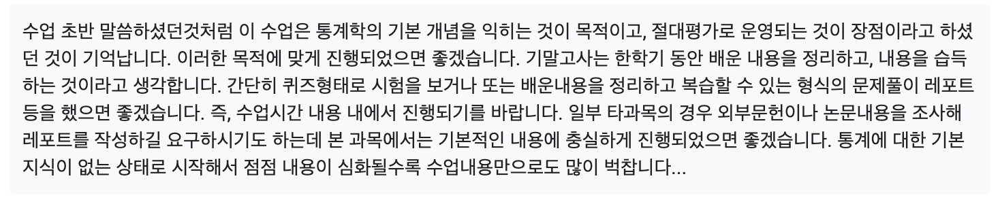 수업 초반 말씀하셨던것처럼 이 수업은 통계학의 기본 개념을 익히는 것이 목적이고, 절대평가로 운영되는 것이 장점이라고 하셨
던 것이 기억납니다. 이러한 목적에 맞게 진행되었으면 좋겠습니다. 기말고사는 한학기 동안 배운 내용을 정리하고, 내용을 습득
하는 것이라고 생각합니다. 간단히 퀴즈형태로 시험을 보거나 또는 배운내용을 정리하고 복습할 수 있는 형식의 문제풀이 레포트
등을 했으면 좋겠습니다. 즉, 수업시간 내용 내에서 진행되기를 바랍니다. 일부 타과목의 경우 외부문헌이나 논문내용을 조사해
레포트를 작성하길 요구하시기도 하는데 본 과목에서는 기본적인 내용에 충실하게 진행되었으면 좋겠습니다. 통계에 대한 기본
지식이 없는 상태로 시작해서 점점 내용이 심화될수록 수업내용만으로도 많이 벅찹니다...